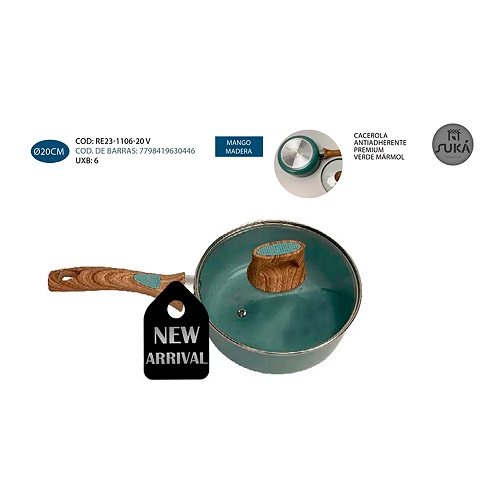 Ø20CM
COD: RE23-1106-20 V
COD. DE BARRAS: 7798419630446
UXB: 6
MANGO
MADERA
CACEROLA
ANTIADHERENTE
PREMIUM
VERDE MÁRMOL
SUKÁ
NEW
ARRIVAL